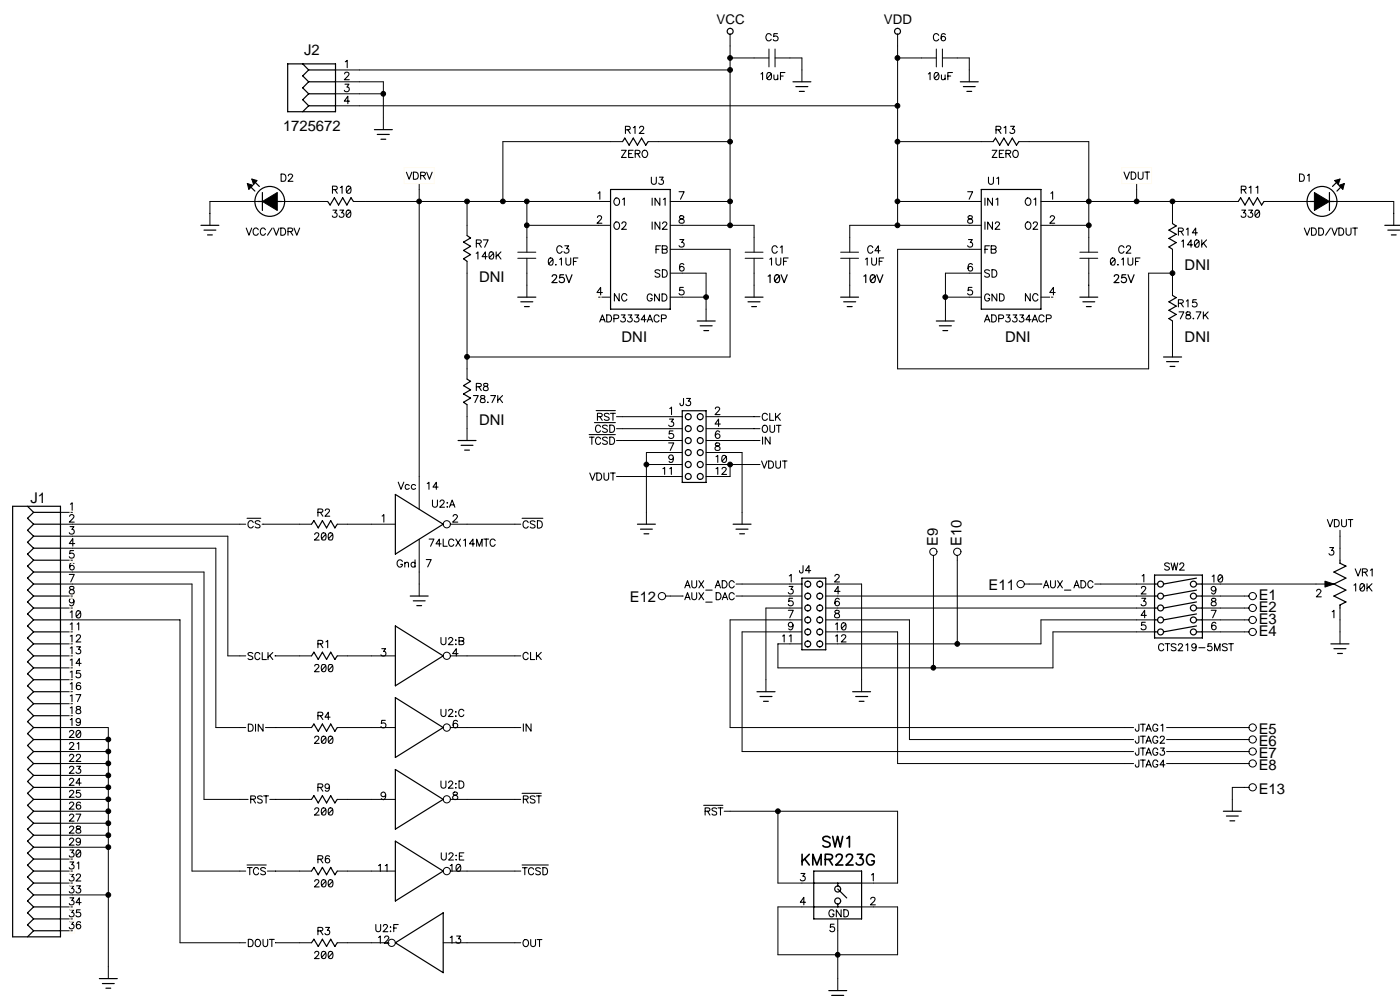 VCC
VDD
C5
10uF
C6
10uF
J2
1
2
3
4
1725672
R12
ZERO
R13
ZERO
D2
VCC/VDRV
R10
330
VDRV
U3
1 O1 IN1 7
2 O2 IN2 8
FB 3
SD 6
4 NC GND 5
ADP3334ACP
DNI
R7
140K
DNI
C3
0.1UF
25V
C1
1UF
10V
R8
78.7K
DNI
C4
1UF
10V
U1
7 IN1 O1 1
8 IN2 O2 2
3 FB
6 SD
5 GND NC 4
ADP3334ACP
DNI
C2
0.1UF
25V
VDUT
R14
140K
DNI
R15
78.7K
DNI
R11
330
D1
VDD/VDUT
J3
RST 1 2 CLK
CSD 3 4 OUT
TCSD 5 6 IN
7 8
9 10 VDUT
VDUT 11 12
J1
1
2
3
4
5
6
7
8
9
10
11
12
13
14
15
16
17
18
19
20
21
22
23
24
25
26
27
28
29
30
31
32
33
34
35
36
Vcc 14
CS R2 200 1 U2:A 2 CSD
74LCX14MTC
Gnd 7
SCLK R1 200 3 U2:B 4 CLK
DIN R4 200 5 U2:C 6 IN
RST R9 200 9 U2:D 8 RST
TCS R6 200 11 U2:E 10 TCSD
DOUT R3 200 12 U2:F 13 OUT
E9
E10
J4
AUX_ADC 1 2
E12 AUX_DAC 3 4
5 6
7 8
9 10
11 12
E11 AUX_ADC
SW2
1 10
2 9 E1
3 8 E2
4 7 E3
5 6 E4
CTS219-5MST
VDUT
3
VR1
2 10K
1
JTAG1 E5
JTAG2 E6
JTAG3 E7
JTAG4 E8
E13
RST
SW1
KMR223G
3 1
4 2
GND
5